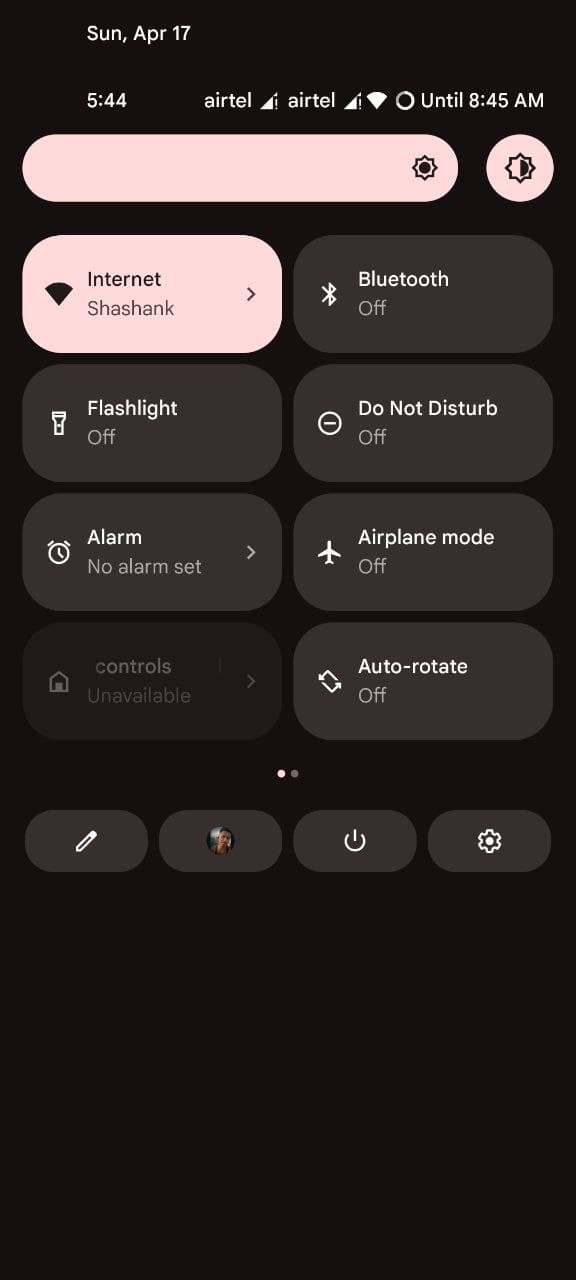 Sun, Apr 17
5:44 airtel airtel Until 8:45 AM
Internet
Shashank
Bluetooth
Off
Flashlight
Off
Do Not Disturb
Off
Alarm
No alarm set
Airplane mode
Off
controls
Unavailable
Auto-rotate
Off